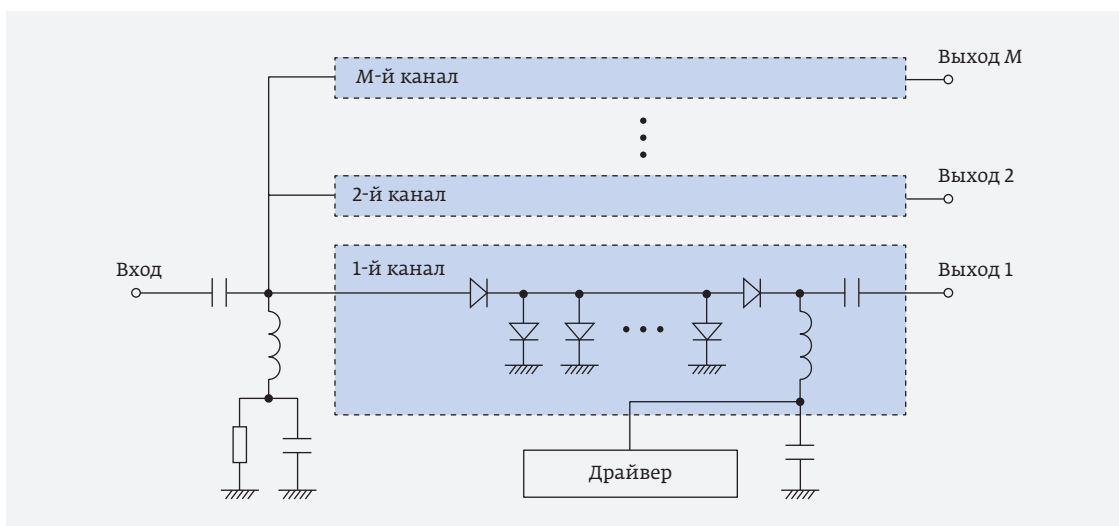 M-й канал
Выход M
2-й канал
Выход 2
Вход
1-й канал
Выход 1
Драйвер